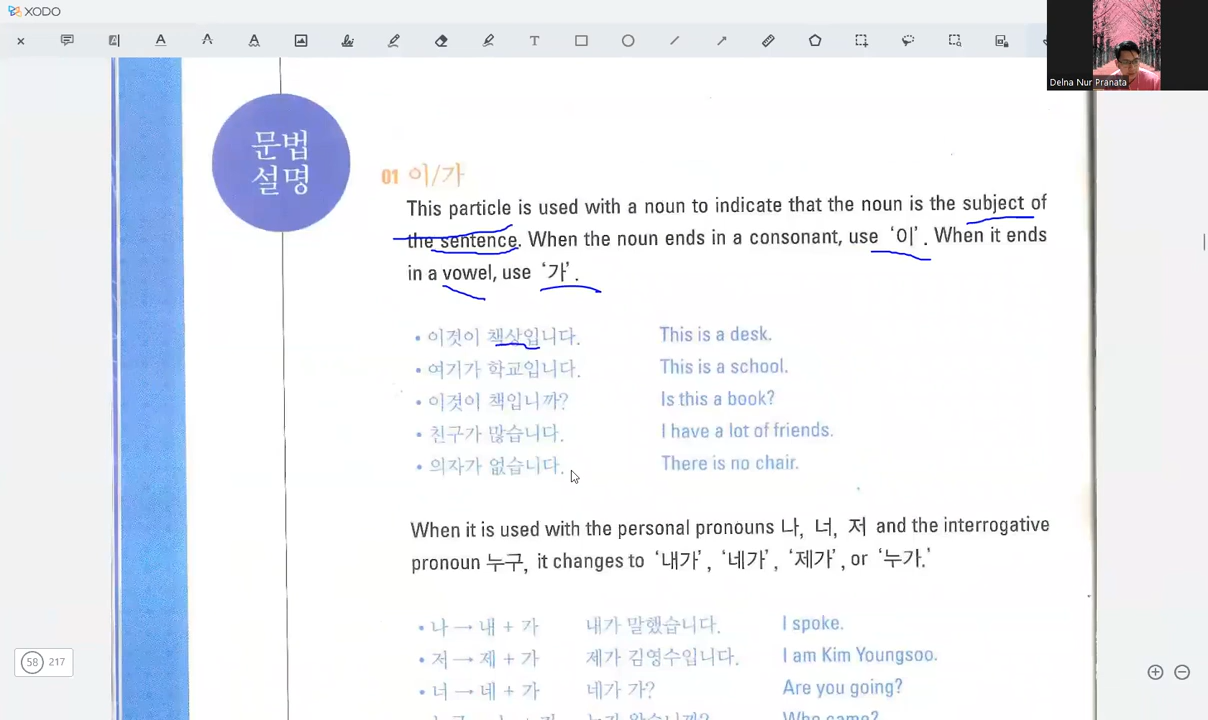 XODO
Delna Nur Pranata
문법
설명
01 이/가
This particle is used with a noun to indicate that the noun is the subject of
the sentence. When the noun ends in a consonant, use ‘이’. When it ends
in a vowel, use ‘가’.
• 이것이 책상입니다. This is a desk.
• 여기가 학교입니다. This is a school.
• 이것이 책입니까? Is this a book?
• 친구가 많습니다. I have a lot of friends.
• 의자가 없습니다. There is no chair.
When it is used with the personal pronouns 나, 너, 저 and the interrogative
pronoun 누구, it changes to ‘내가’, ‘네가’, ‘제가’, or ‘누가.’
• 나 → 내 + 가 내가 말했습니다. I spoke.
• 저 → 제 + 가 제가 김영수입니다. I am Kim Youngsoo.
• 너 → 네 + 가 네가 가? Are you going?
Who came?
58 217